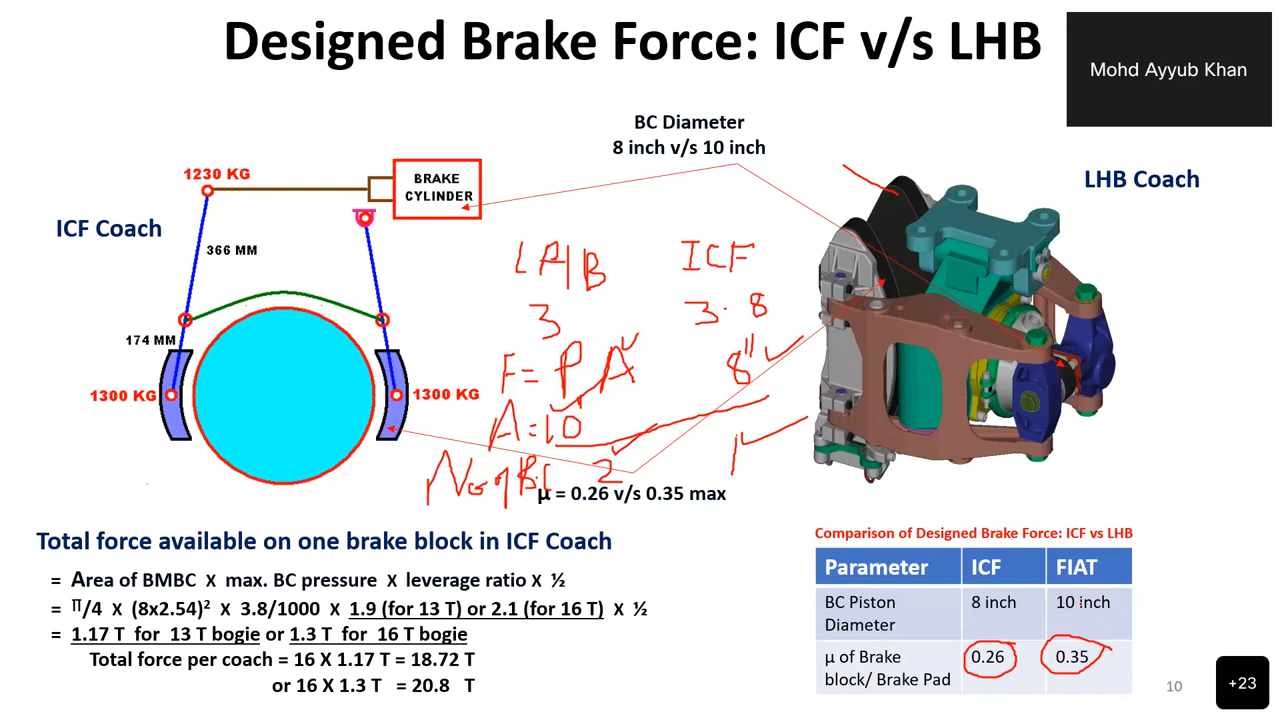 Designed Brake Force: ICF v/s LHB
Mohd Ayyub Khan
BC Diameter
8 inch v/s 10 inch
1230 KG
BRAKE
CYLINDER
LHB Coach
ICF Coach
366 MM
LHB ICF
3 3.8
174 MM
F = P A 8"
1300 KG
1300 KG
A = 10"
No of BC 2 1
μ = 0.26 v/s 0.35 max
Total force available on one brake block in ICF Coach
= Area of BMBC X max. BC pressure X leverage ratio X ½
= π/4 X (8x2.54)² X 3.8/1000 X 1.9 (for 13 T) or 2.1 (for 16 T) X ½
= 1.17 T for 13 T bogie or 1.3 T for 16 T bogie
Total force per coach = 16 X 1.17 T = 18.72 T
or 16 X 1.3 T = 20.8 T
Comparison of Designed Brake Force: ICF vs LHB
Parameter ICF FIAT
BC Piston Diameter 8 inch 10 inch
μ of Brake block/ Brake Pad 0.26 0.35
10
+23